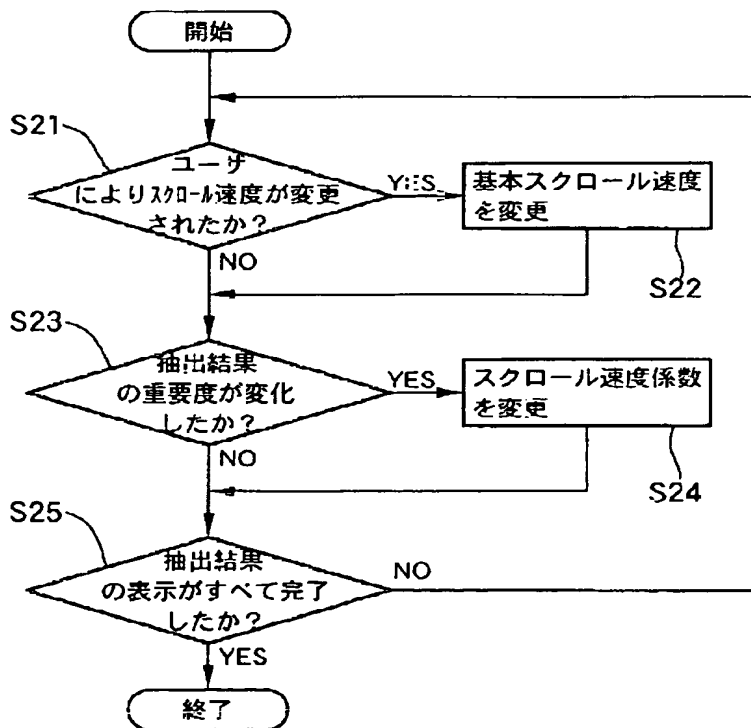 開始
S21
ユーザ
によりスクロール速度が変更
されたか?
YES
基本スクロール速度
を変更
S22
NO
S23
抽出結果
の重要度が変化
したか?
YES
スクロール速度係数
を変更
S24
NO
S25
抽出結果
の表示がすべて完了
したか?
NO
YES
終了